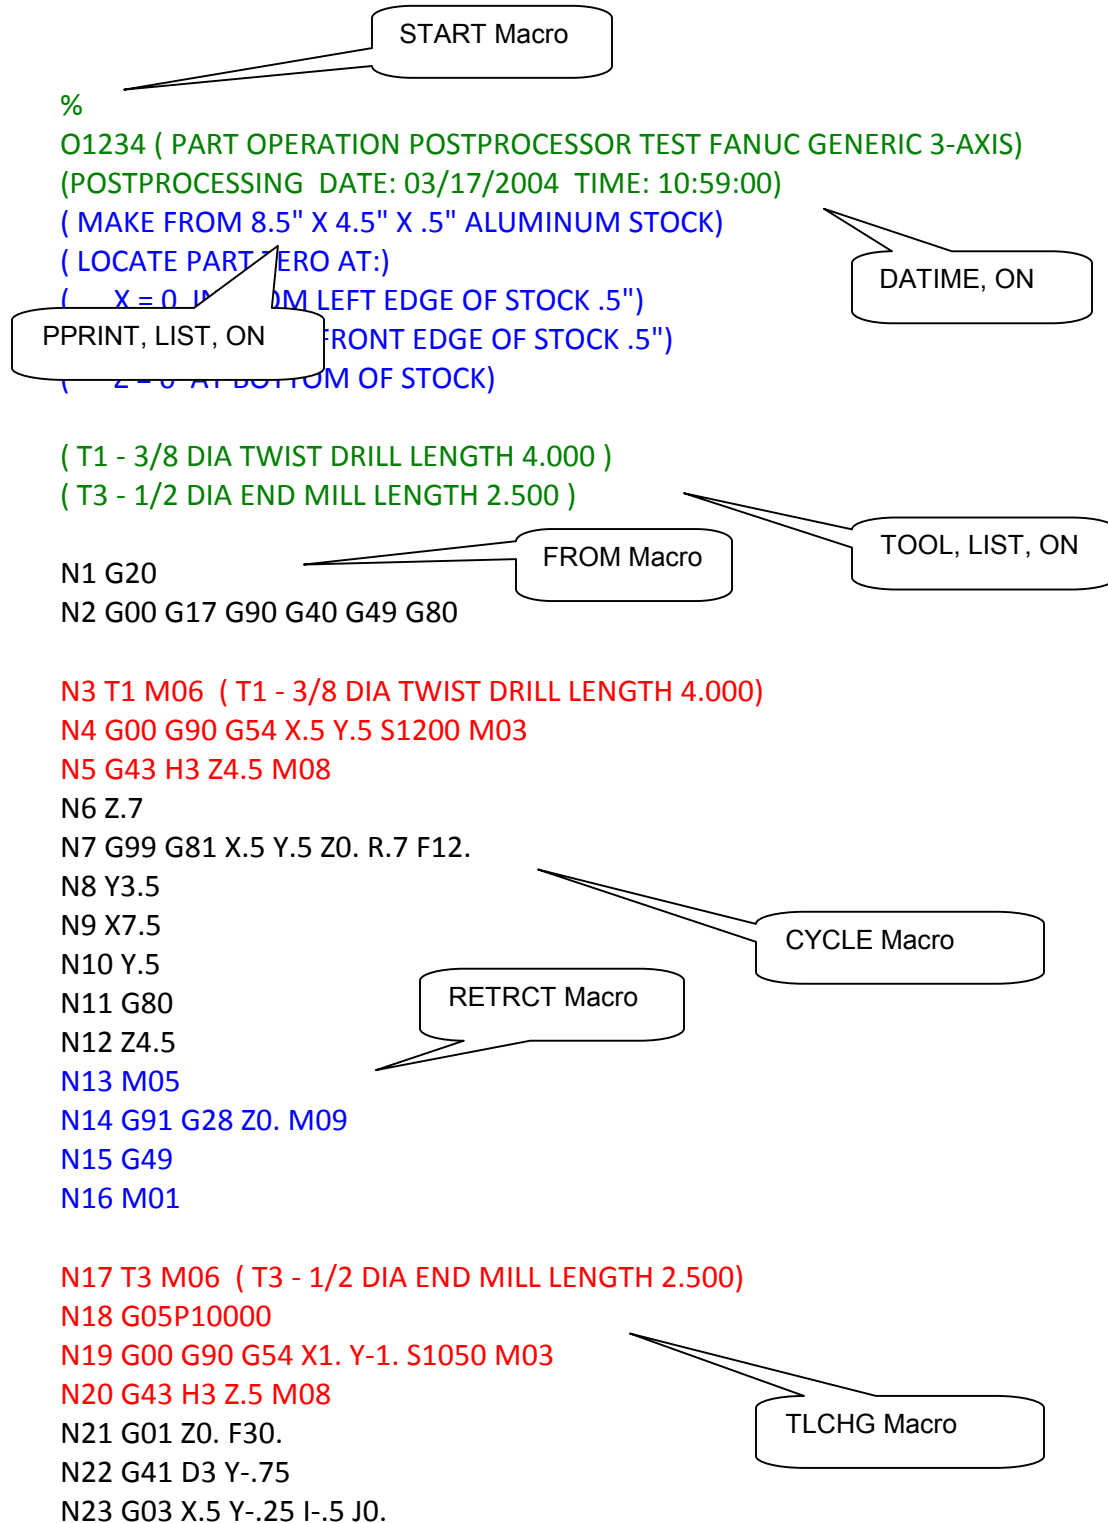 START Macro
%
O1234 ( PART OPERATION POSTPROCESSOR TEST FANUC GENERIC 3-AXIS)
(POSTPROCESSING  DATE: 03/17/2004  TIME: 10:59:00)
( MAKE FROM 8.5" X 4.5" X .5" ALUMINUM STOCK)
( LOCATE PART ZERO AT:)
DATIME, ON
( X = 0 LEFT EDGE OF STOCK .5")
PPRINT, LIST, ON
FRONT EDGE OF STOCK .5")
( Z = 0 AT BOTTOM OF STOCK)
( T1 - 3/8 DIA TWIST DRILL LENGTH 4.000 )
( T3 - 1/2 DIA END MILL LENGTH 2.500 )
TOOL, LIST, ON
FROM Macro
N1 G20
N2 G00 G17 G90 G40 G49 G80
N3 T1 M06  ( T1 - 3/8 DIA TWIST DRILL LENGTH 4.000)
N4 G00 G90 G54 X.5 Y.5 S1200 M03
N5 G43 H3 Z4.5 M08
N6 Z.7
N7 G99 G81 X.5 Y.5 Z0. R.7 F12.
N8 Y3.5
N9 X7.5
CYCLE Macro
N10 Y.5
N11 G80
RETRCT Macro
N12 Z4.5
N13 M05
N14 G91 G28 Z0. M09
N15 G49
N16 M01
N17 T3 M06  ( T3 - 1/2 DIA END MILL LENGTH 2.500)
N18 G05P10000
N19 G00 G90 G54 X1. Y-1. S1050 M03
N20 G43 H3 Z.5 M08
TLCHG Macro
N21 G01 Z0. F30.
N22 G41 D3 Y-.75
N23 G03 X.5 Y-.25 I-.5 J0.